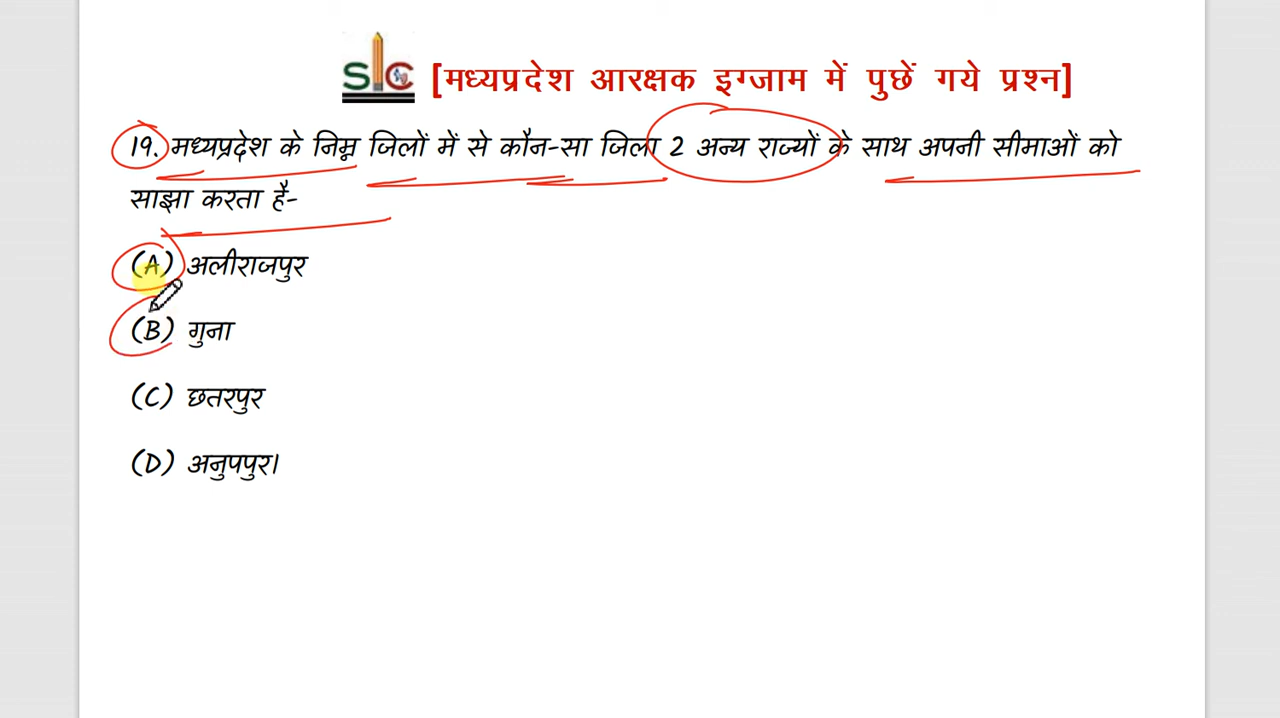 SIC [मध्यप्रदेश आरक्षक इग्जाम में पुछें गये प्रश्न]
19. मध्यप्रदेश के निम्न जिलों में से कौन-सा जिला 2 अन्य राज्यों के साथ अपनी सीमाओं को
साझा करता है-
(A) अलीराजपुर
(B) गुना
(C) छतरपुर
(D) अनुपपुर।